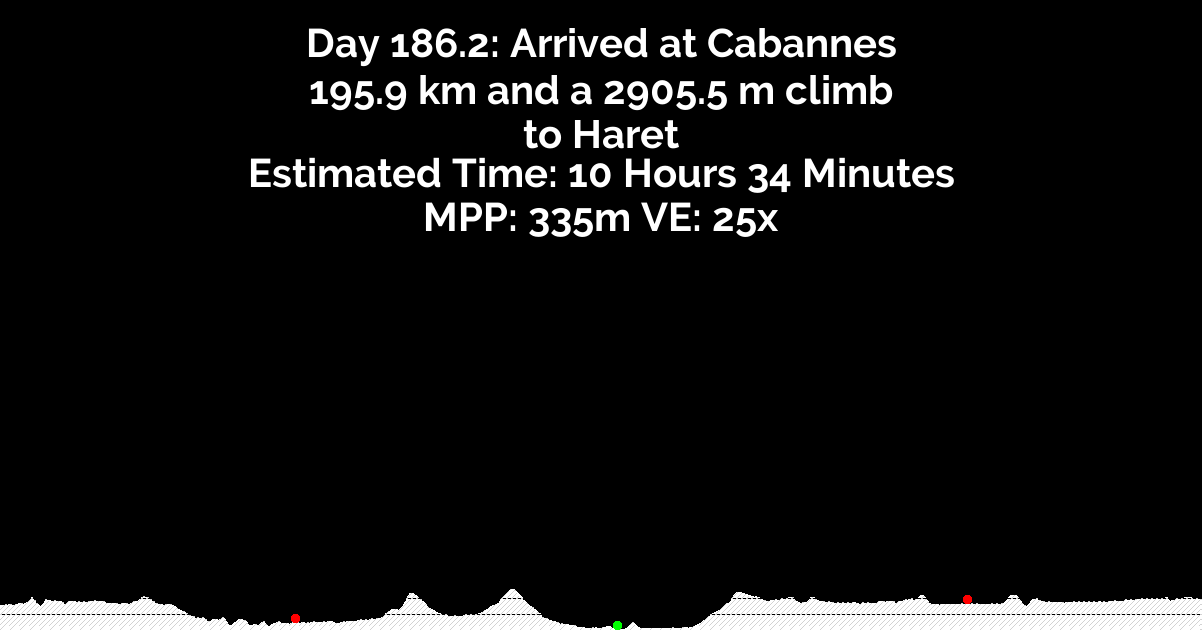 Day 186.2: Arrived at Cabannes
195.9 km and a 2905.5 m climb
to Haret
Estimated Time: 10 Hours 34 Minutes
MPP: 335m VE: 25x